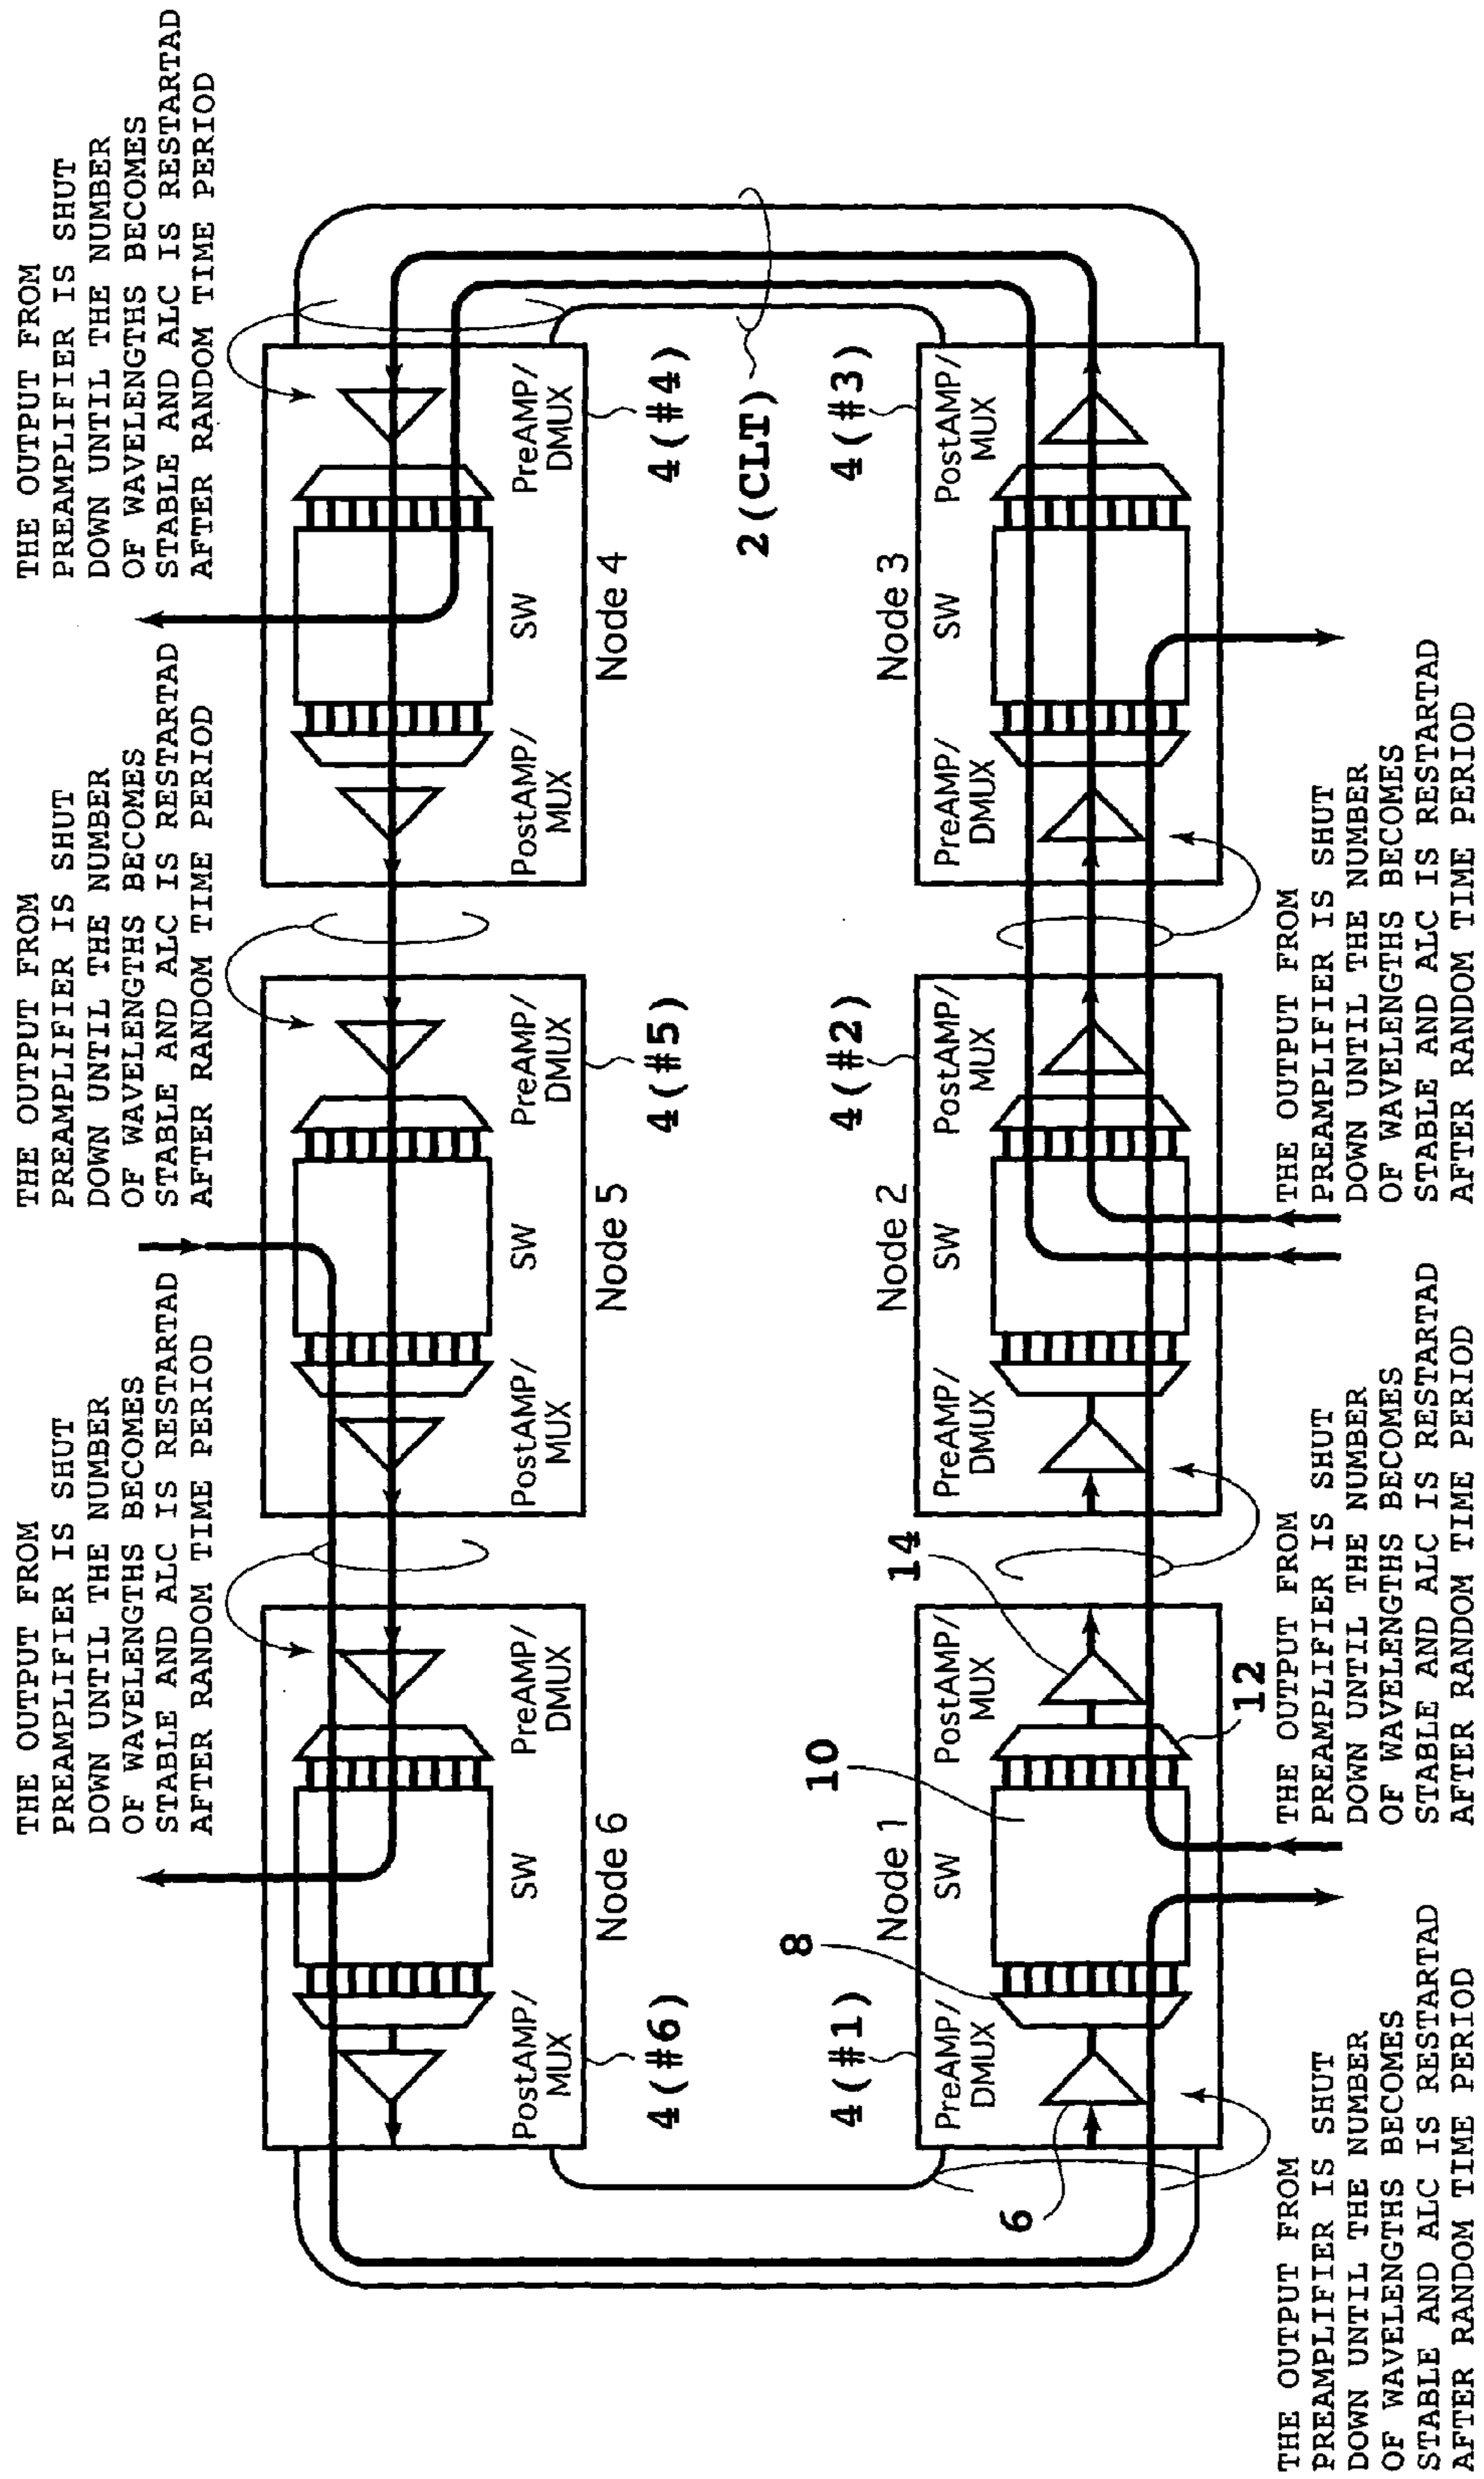 THE OUTPUT FROM
PREAMPLIFIER IS SHUT
DOWN UNTIL THE NUMBER
OF WAVELENGTHS BECOMES
STABLE AND ALC IS RESTARTAD
AFTER RANDOM TIME PERIOD
THE OUTPUT FROM
PREAMPLIFIER IS SHUT
DOWN UNTIL THE NUMBER
OF WAVELENGTHS BECOMES
STABLE AND ALC IS RESTARTAD
AFTER RANDOM TIME PERIOD
THE OUTPUT FROM
PREAMPLIFIER IS SHUT
DOWN UNTIL THE NUMBER
OF WAVELENGTHS BECOMES
STABLE AND ALC IS RESTARTAD
AFTER RANDOM TIME PERIOD
PostAMP/
MUX
SW
PreAMP/
DMUX
Node 6
4(#6)
PostAMP/
MUX
SW
PreAMP/
DMUX
Node 5
4(#5)
PostAMP/
MUX
SW
PreAMP/
DMUX
Node 4
4(#4)
2(CLT)
4(#1)
8
Node 1
10
14
PreAMP/
DMUX
SW
PostAMP/
MUX
6
12
Node 2
4(#2)
PreAMP/
DMUX
SW
PostAMP/
MUX
Node 3
4(#3)
PreAMP/
DMUX
SW
PostAMP/
MUX
THE OUTPUT FROM
PREAMPLIFIER IS SHUT
DOWN UNTIL THE NUMBER
OF WAVELENGTHS BECOMES
STABLE AND ALC IS RESTARTAD
AFTER RANDOM TIME PERIOD
THE OUTPUT FROM
PREAMPLIFIER IS SHUT
DOWN UNTIL THE NUMBER
OF WAVELENGTHS BECOMES
STABLE AND ALC IS RESTARTAD
AFTER RANDOM TIME PERIOD
THE OUTPUT FROM
PREAMPLIFIER IS SHUT
DOWN UNTIL THE NUMBER
OF WAVELENGTHS BECOMES
STABLE AND ALC IS RESTARTAD
AFTER RANDOM TIME PERIOD